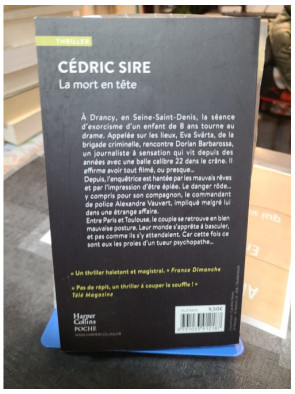 THRILLER
CÉDRIC SIRE
La mort en tête
À Drancy, en Seine-Saint-Denis, la séance
d'exorcisme d'un enfant de 8 ans tourne au
drame. Appelée sur les lieux, Eva Svärta, de la
brigade criminelle, rencontre Dorian Barbarossa,
un journaliste à sensation qui vit depuis des
années avec une balle calibre 22 dans le crâne. Il
affirme avoir tout filmé, ou presque...
Depuis, l'enquêtrice est hantée par les mauvais rêves
et par l'impression d'être épiée. Le danger rôde...
y compris pour son compagnon, le commandant
de police Alexandre Vauvert, impliqué malgré lui
dans une étrange affaire.
Entre Paris et Toulouse, le couple se retrouve en bien
mauvaise posture. Leur monde s'apprête à basculer,
et pas comme ils s'y attendaient. Car cette fois ce
sont eux les proies d'un tueur psychopathe...
« Un thriller haletant et magistral. » France Dimanche
« Pas de répit, un thriller à couper le souffle ! »
Télé Magazine
Harper
Collins
POCHE
9,50€